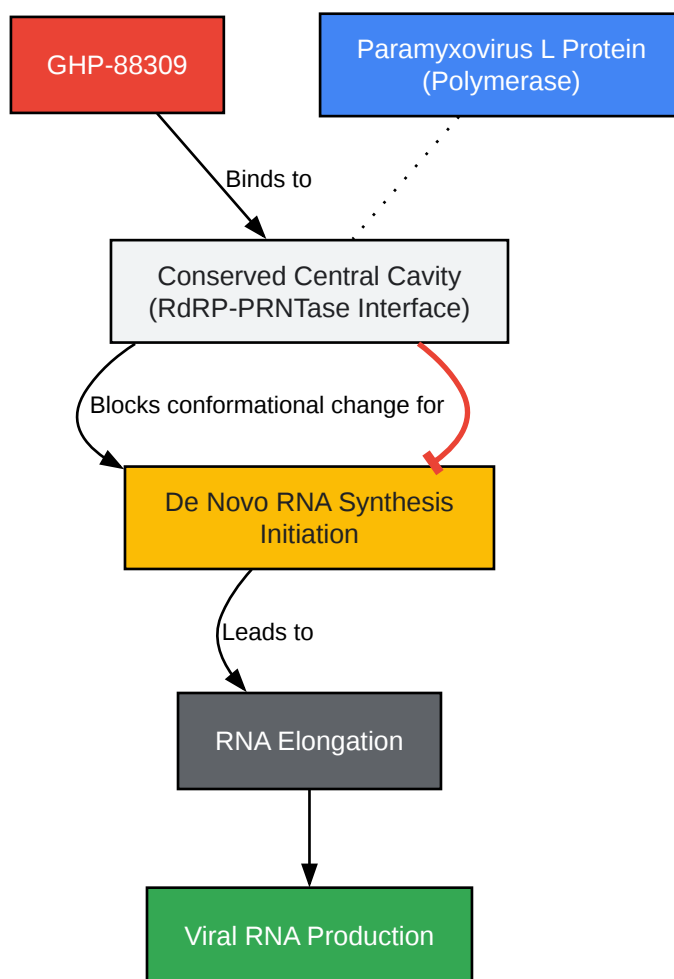 GHP-88309
Paramyxovirus L Protein
(Polymerase)
Binds to
Conserved Central Cavity
(RdRP-PRNTase Interface)
Blocks conformational change for
De Novo RNA Synthesis
Initiation
Leads to
RNA Elongation
Viral RNA Production